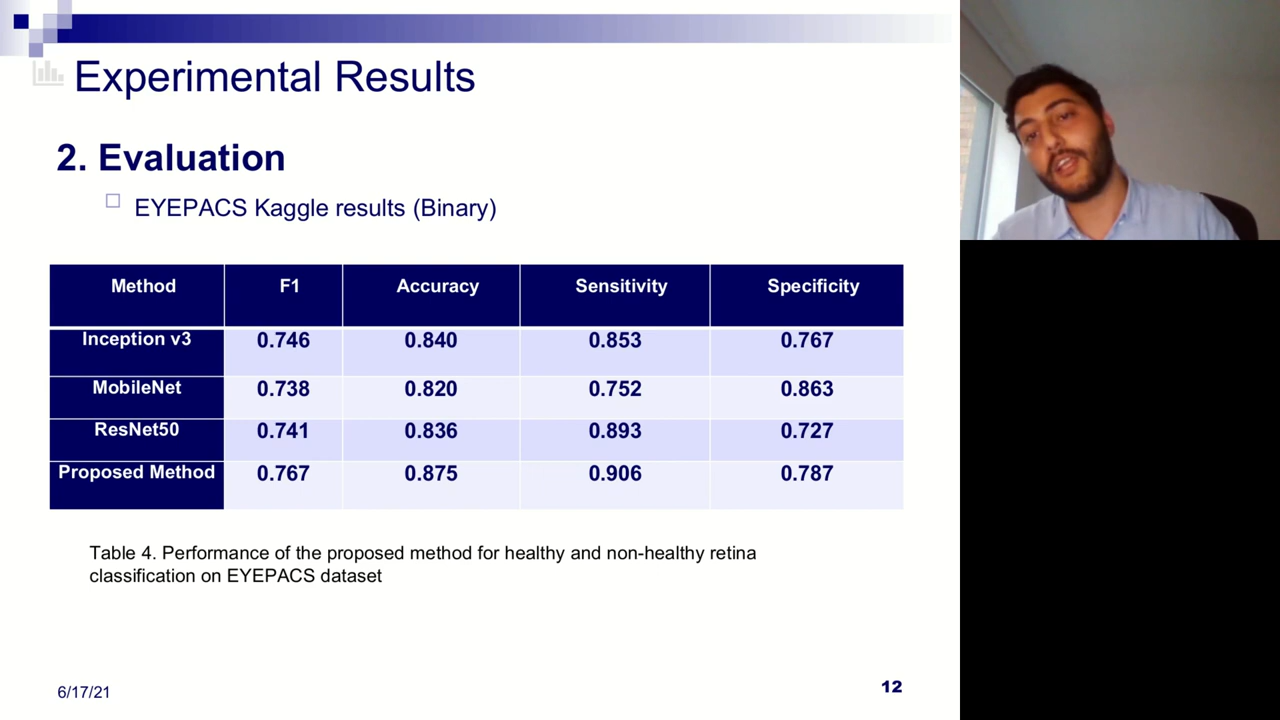 Experimental Results
2. Evaluation
EYEPACS Kaggle results (Binary)
Method F1 Accuracy Sensitivity Specificity
Inception v3 0.746 0.840 0.853 0.767
MobileNet 0.738 0.820 0.752 0.863
ResNet50 0.741 0.836 0.893 0.727
Proposed Method 0.767 0.875 0.906 0.787
Table 4. Performance of the proposed method for healthy and non-healthy retina
classification on EYEPACS dataset
6/17/21
12